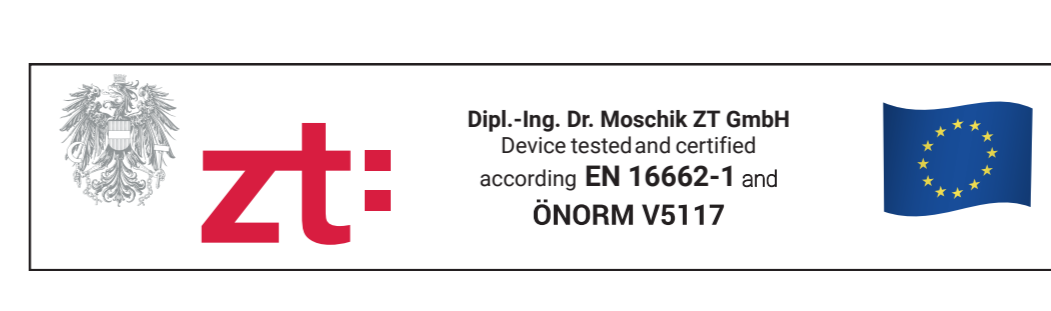 zt:
Dipl.-Ing. Dr. Moschik ZT GmbH
Device tested and certified
according EN 16662-1 and
ÖNORM V5117